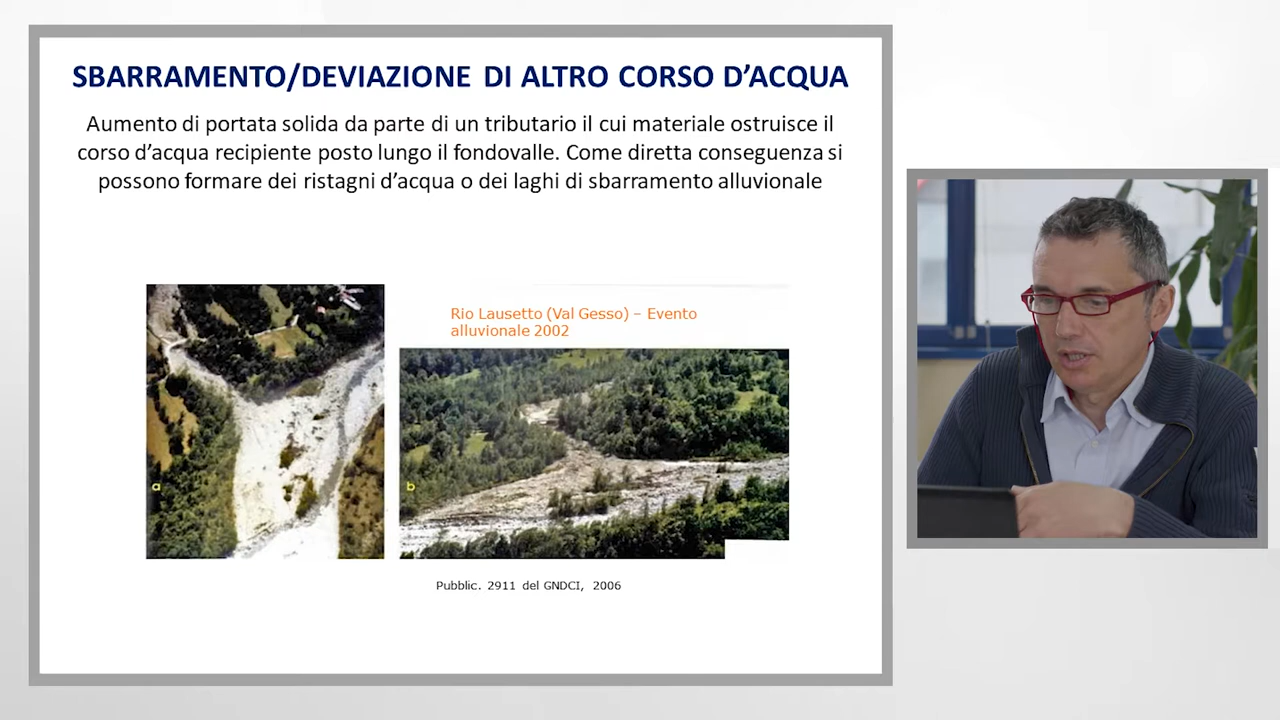 SBARRAMENTO/DEVIAZIONE DI ALTRO CORSO D’ACQUA
Aumento di portata solida da parte di un tributario il cui materiale ostruisce il
corso d’acqua recipiente posto lungo il fondovalle. Come diretta conseguenza si
possono formare dei ristagni d’acqua o dei laghi di sbarramento alluvionale
Rio Lausetto (Val Gesso) – Evento
alluvionale 2002
a
b
Pubblic. 2911 del GNDCI, 2006